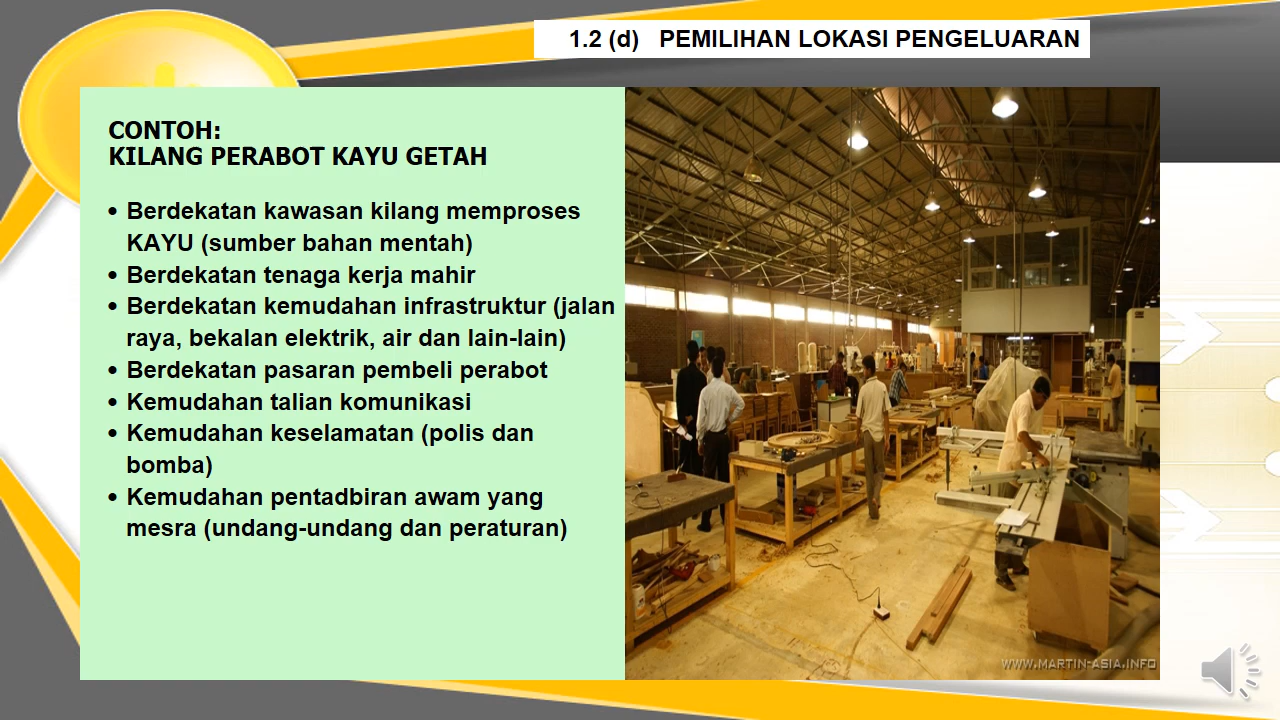 1.2 (d) PEMILIHAN LOKASI PENGELUARAN
CONTOH:
KILANG PERABOT KAYU GETAH
• Berdekatan kawasan kilang memproses
KAYU (sumber bahan mentah)
• Berdekatan tenaga kerja mahir
• Berdekatan kemudahan infrastruktur (jalan
raya, bekalan elektrik, air dan lain-lain)
• Berdekatan pasaran pembeli perabot
• Kemudahan talian komunikasi
• Kemudahan keselamatan (polis dan
bomba)
• Kemudahan pentadbiran awam yang
mesra (undang-undang dan peraturan)
WWW.MARTIN-ASIA.INFO